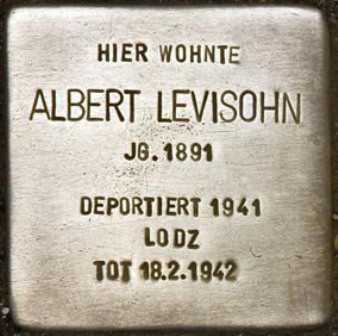 HIER WOHNTE
ALBERT LEVISOHN
JG. 1891
DEPORTIERT 1941
LODZ
TOT 18.2.1942